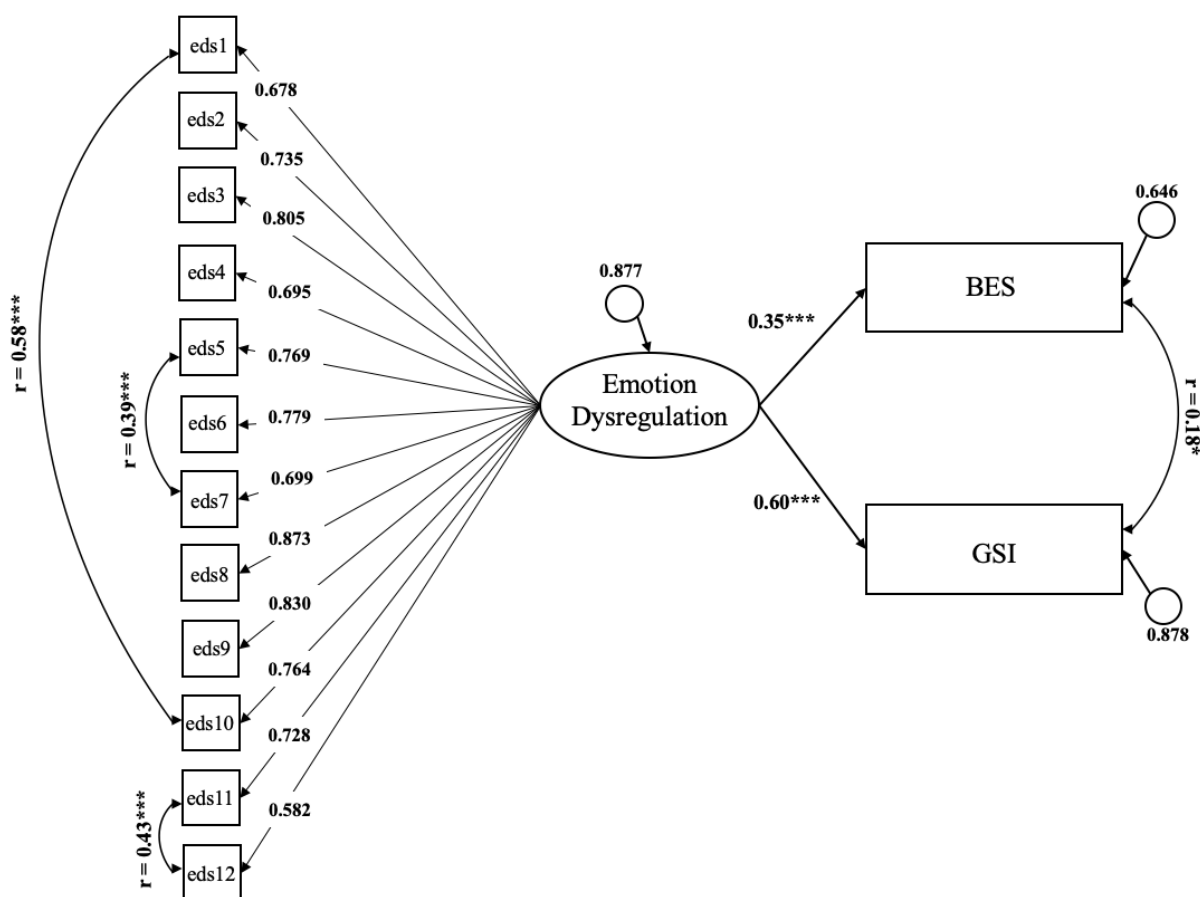 eds1
0.678
eds2
0.735
eds3
0.805
eds4
0.695
eds5
0.769
eds6
0.779
eds7
0.699
eds8
0.873
eds9
0.830
eds10
0.764
eds11
0.728
eds12
0.582
r = 0.58***
r = 0.39***
r = 0.43***
0.877
Emotion
Dysregulation
0.35***
0.60***
0.646
BES
r = 0.18*
GSI
0.878